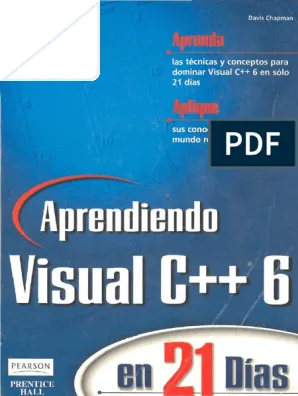 Davis Chapman
Aprenda
las técnicas y conceptos para
dominar Visual C++ 6 en sólo
21 días
Aplique
sus
mundo
PDF
Aprendiendo
Visual C++ 6
en 21 Días
PEARSON
PRENTICE
HALL